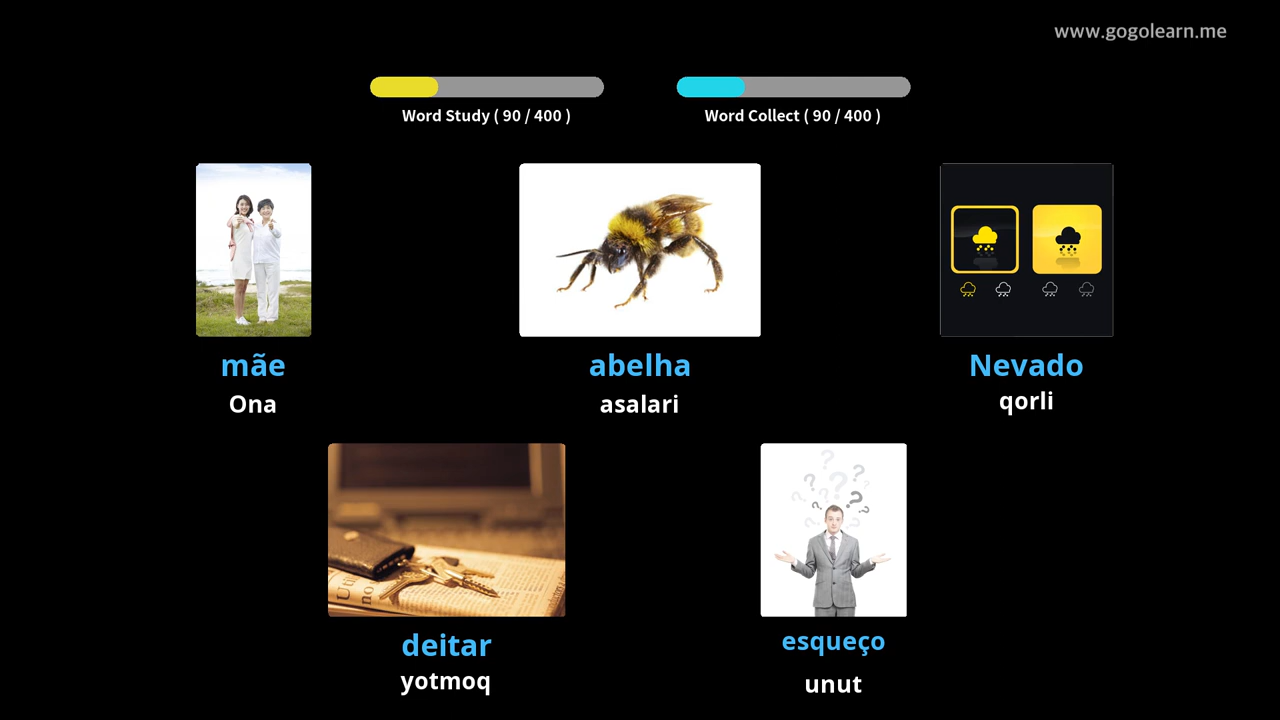 www.gogolearn.me
Word Study ( 90 / 400 )
Word Collect ( 90 / 400 )
mãe
Ona
abelha
asalari
Nevado
qorli
deitar
yotmoq
esqueço
unut